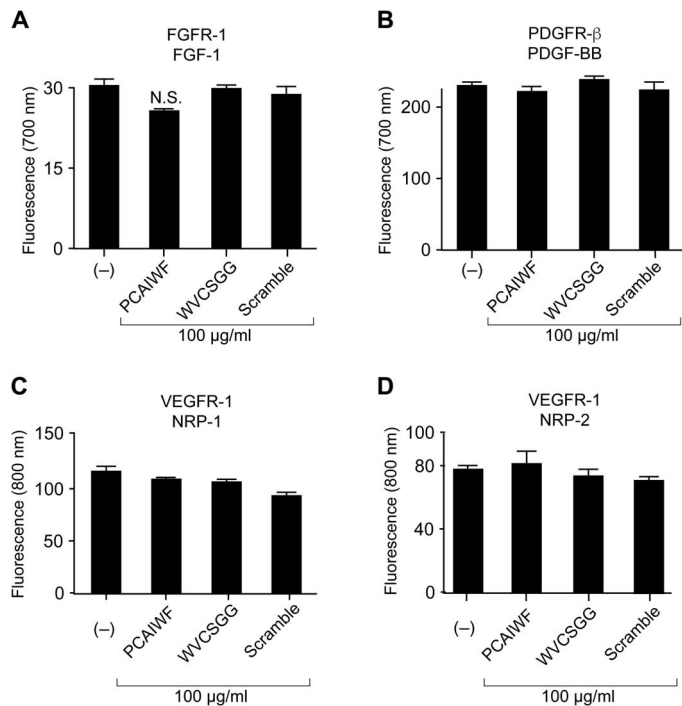 A
FGFR-1
FGF-1
Fluorescence (700 nm)
30
15
0
N.S.
(–)
PCAIWF
WVCSGG
Scramble
100 µg/ml
B
PDGFR-β
PDGF-BB
Fluorescence (700 nm)
200
100
0
(–)
PCAIWF
WVCSGG
Scramble
100 µg/ml
C
VEGFR-1
NRP-1
Fluorescence (800 nm)
150
100
50
0
(–)
PCAIWF
WVCSGG
Scramble
100 µg/ml
D
VEGFR-1
NRP-2
Fluorescence (800 nm)
100
80
40
0
(–)
PCAIWF
WVCSGG
Scramble
100 µg/ml